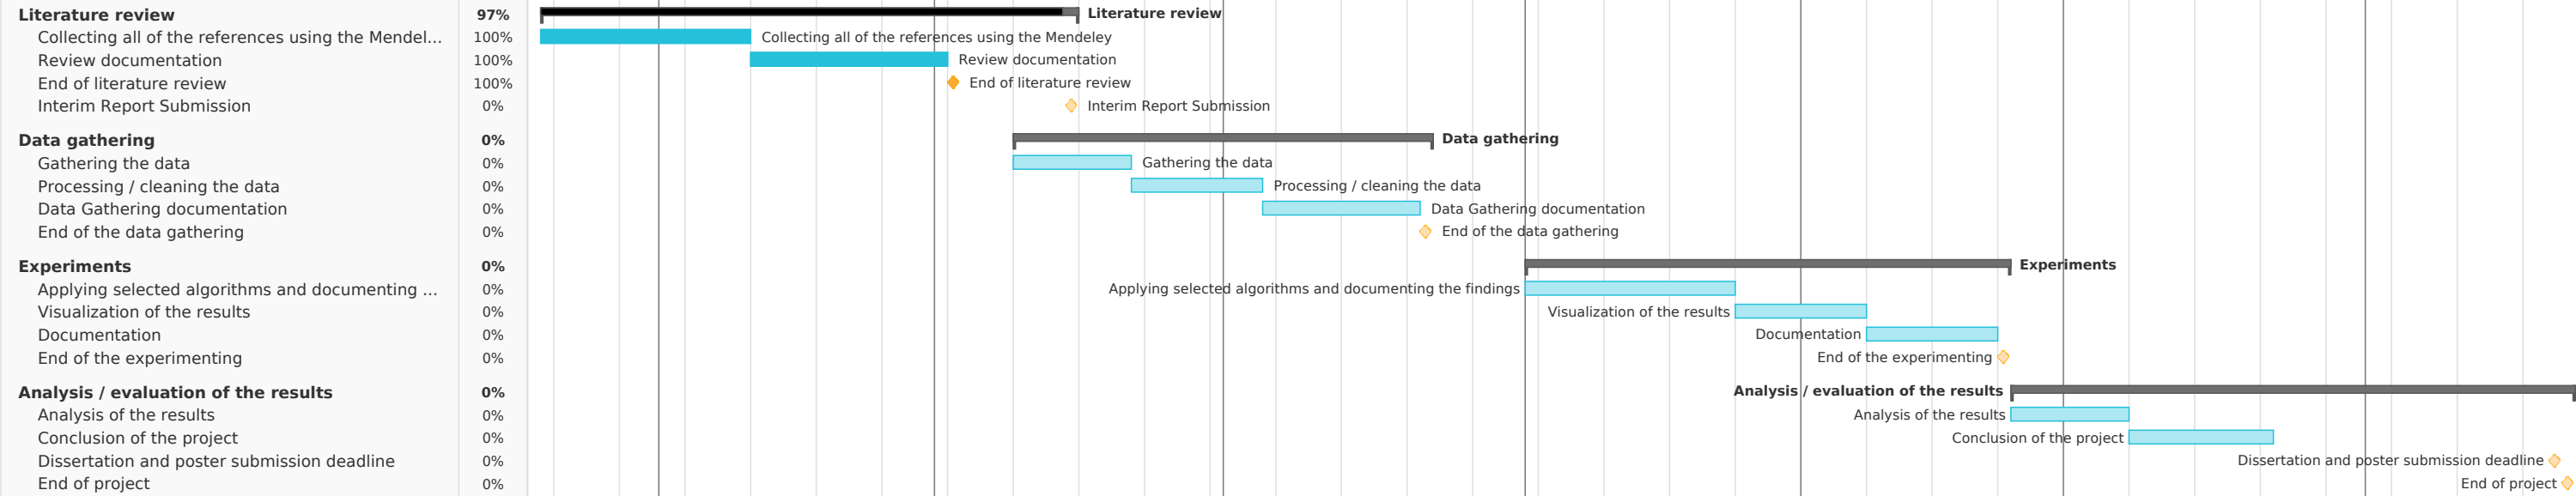 Literature review 97% Literature review
Collecting all of the references using the Mendel... 100% Collecting all of the references using the Mendeley
Review documentation 100% Review documentation
End of literature review 100% End of literature review
Interim Report Submission 0% Interim Report Submission
Data gathering 0% Data gathering
Gathering the data 0% Gathering the data
Processing / cleaning the data 0% Processing / cleaning the data
Data Gathering documentation 0% Data Gathering documentation
End of the data gathering 0% End of the data gathering
Experiments 0% Experiments
Applying selected algorithms and documenting ... 0% Applying selected algorithms and documenting the findings
Visualization of the results 0% Visualization of the results
Documentation 0% Documentation
End of the experimenting 0% End of the experimenting
Analysis / evaluation of the results 0% Analysis / evaluation of the results
Analysis of the results 0% Analysis of the results
Conclusion of the project 0% Conclusion of the project
Dissertation and poster submission deadline 0% Dissertation and poster submission deadline
End of project 0% End of project